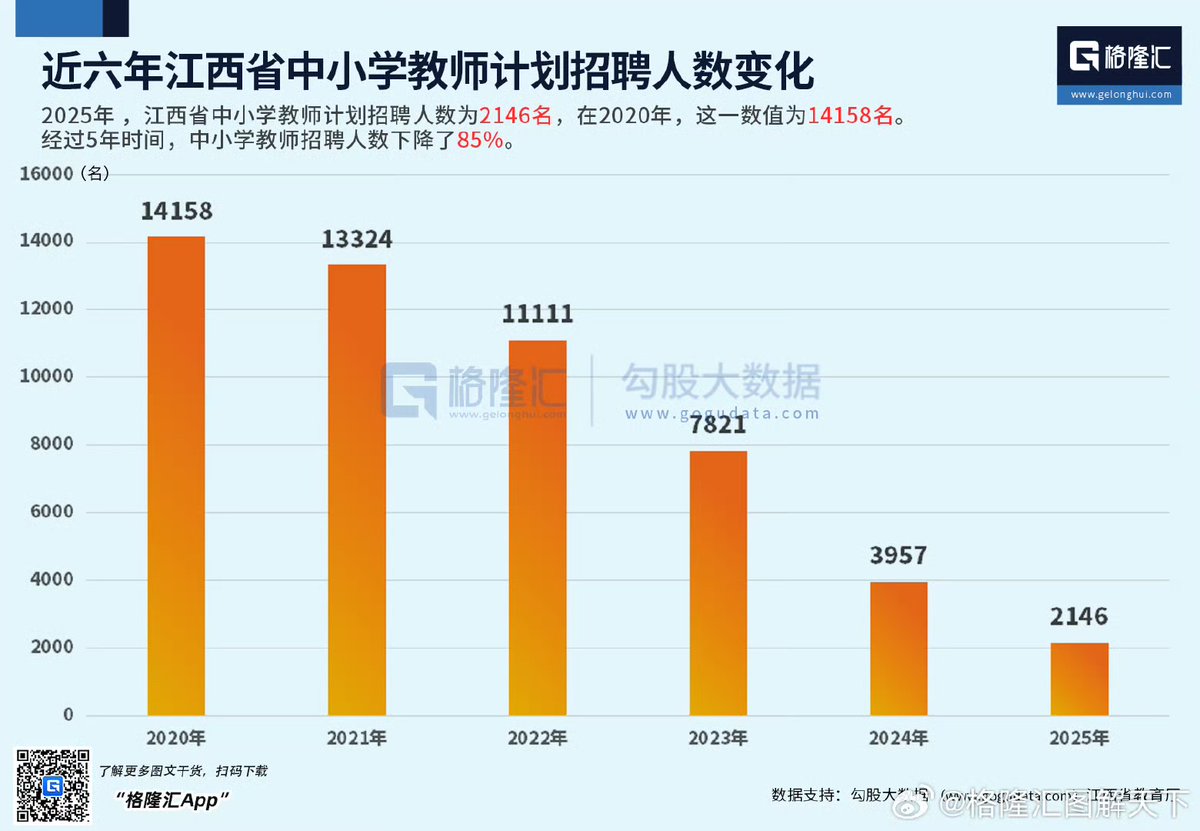 近六年江西省中小学教师计划招聘人数变化
格隆汇
www.gelonghui.com
2025年，江西省中小学教师计划招聘人数为2146名，在2020年，这一数值为14158名。
经过5年时间，中小学教师招聘人数下降了85%。
16000（名）
14000
12000
10000
8000
6000
4000
2000
0
14158
13324
11111
7821
3957
2146
格隆汇
www.gelonghui.com
勾股大数据
www.gogudata.com
2020年
2021年
2022年
2023年
2024年
2025年
了解更多图文干货，扫码下载
“格隆汇App”
数据支持：勾股大数据（www.gogudata.com）、江西省教育厅
@格隆汇图解天下